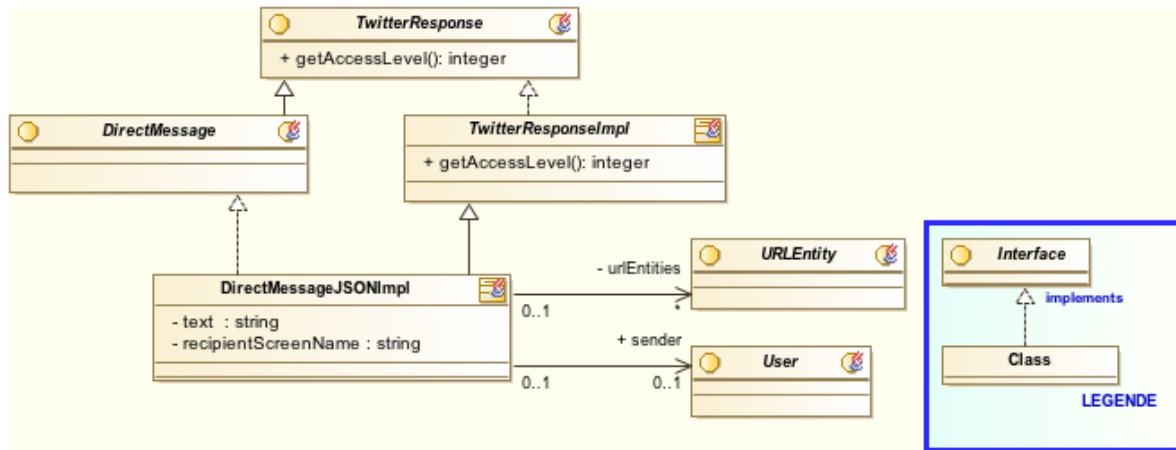 TwitterResponse
+ getAccessLevel(): integer
DirectMessage
TwitterResponseImpl
+ getAccessLevel(): integer
DirectMessageJSONImpl
- text : string
- recipientScreenName : string
- urlEntities
0..1
*
URLEntity
+ sender
0..1
0..1
User
Interface
implements
Class
LEGENDE